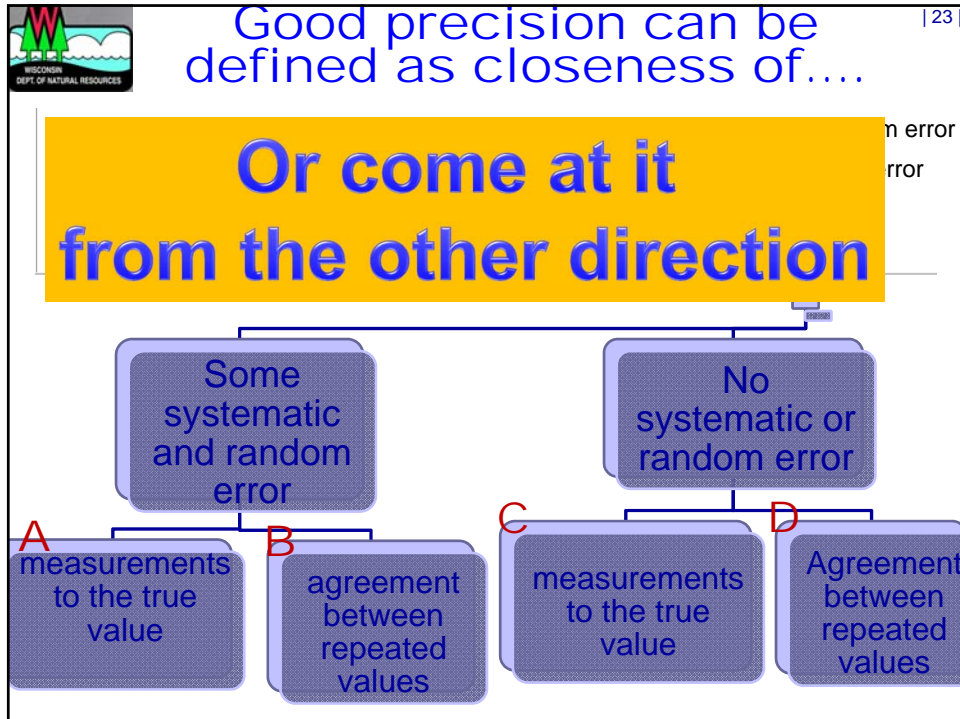 WISCONSIN
DEPT. OF NATURAL RESOURCES
Good precision can be
defined as closeness of....
| 23 |
m error
rror
Or come at it
from the other direction
Some
systematic
and random
error
No
systematic or
random error
A
measurements
to the true
value
B
agreement
between
repeated
values
C
measurements
to the true
value
D
Agreement
between
repeated
values